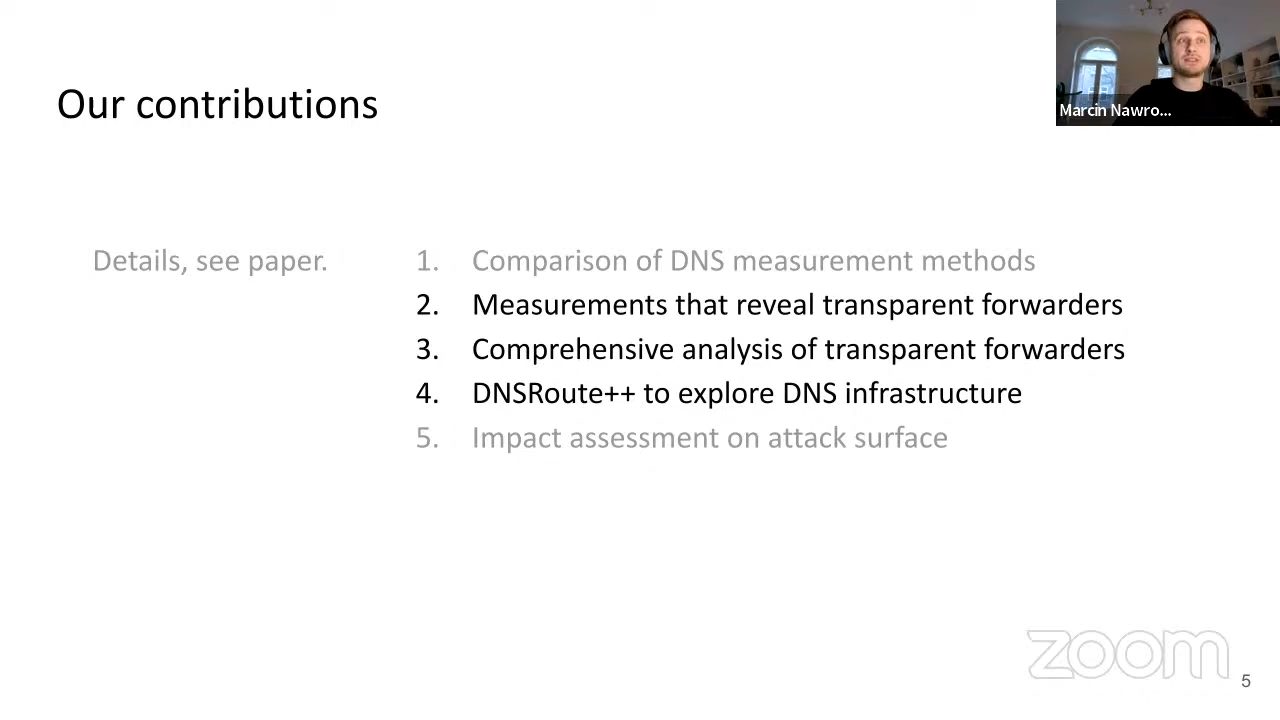 Our contributions
Marcin Nawro...
Details, see paper.
1. Comparison of DNS measurement methods
2. Measurements that reveal transparent forwarders
3. Comprehensive analysis of transparent forwarders
4. DNSRoute++ to explore DNS infrastructure
5. Impact assessment on attack surface
zoom
5